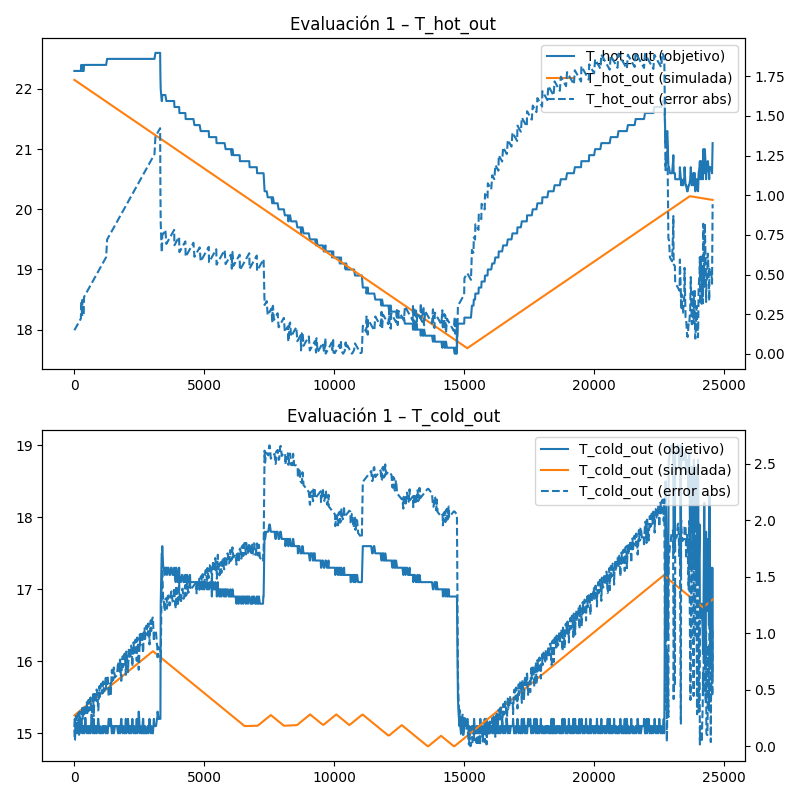 Evaluación 1 – T_hot_out
T_hot_out (objetivo)
T_hot_out (simulada)
T_hot_out (error abs)
22
21
20
19
18
1.75
1.50
1.25
1.00
0.75
0.50
0.25
0.00
0 5000 10000 15000 20000 25000
Evaluación 1 – T_cold_out
T_cold_out (objetivo)
T_cold_out (simulada)
T_cold_out (error abs)
19
18
17
16
15
2.5
2.0
1.5
1.0
0.5
0.0
0 5000 10000 15000 20000 25000